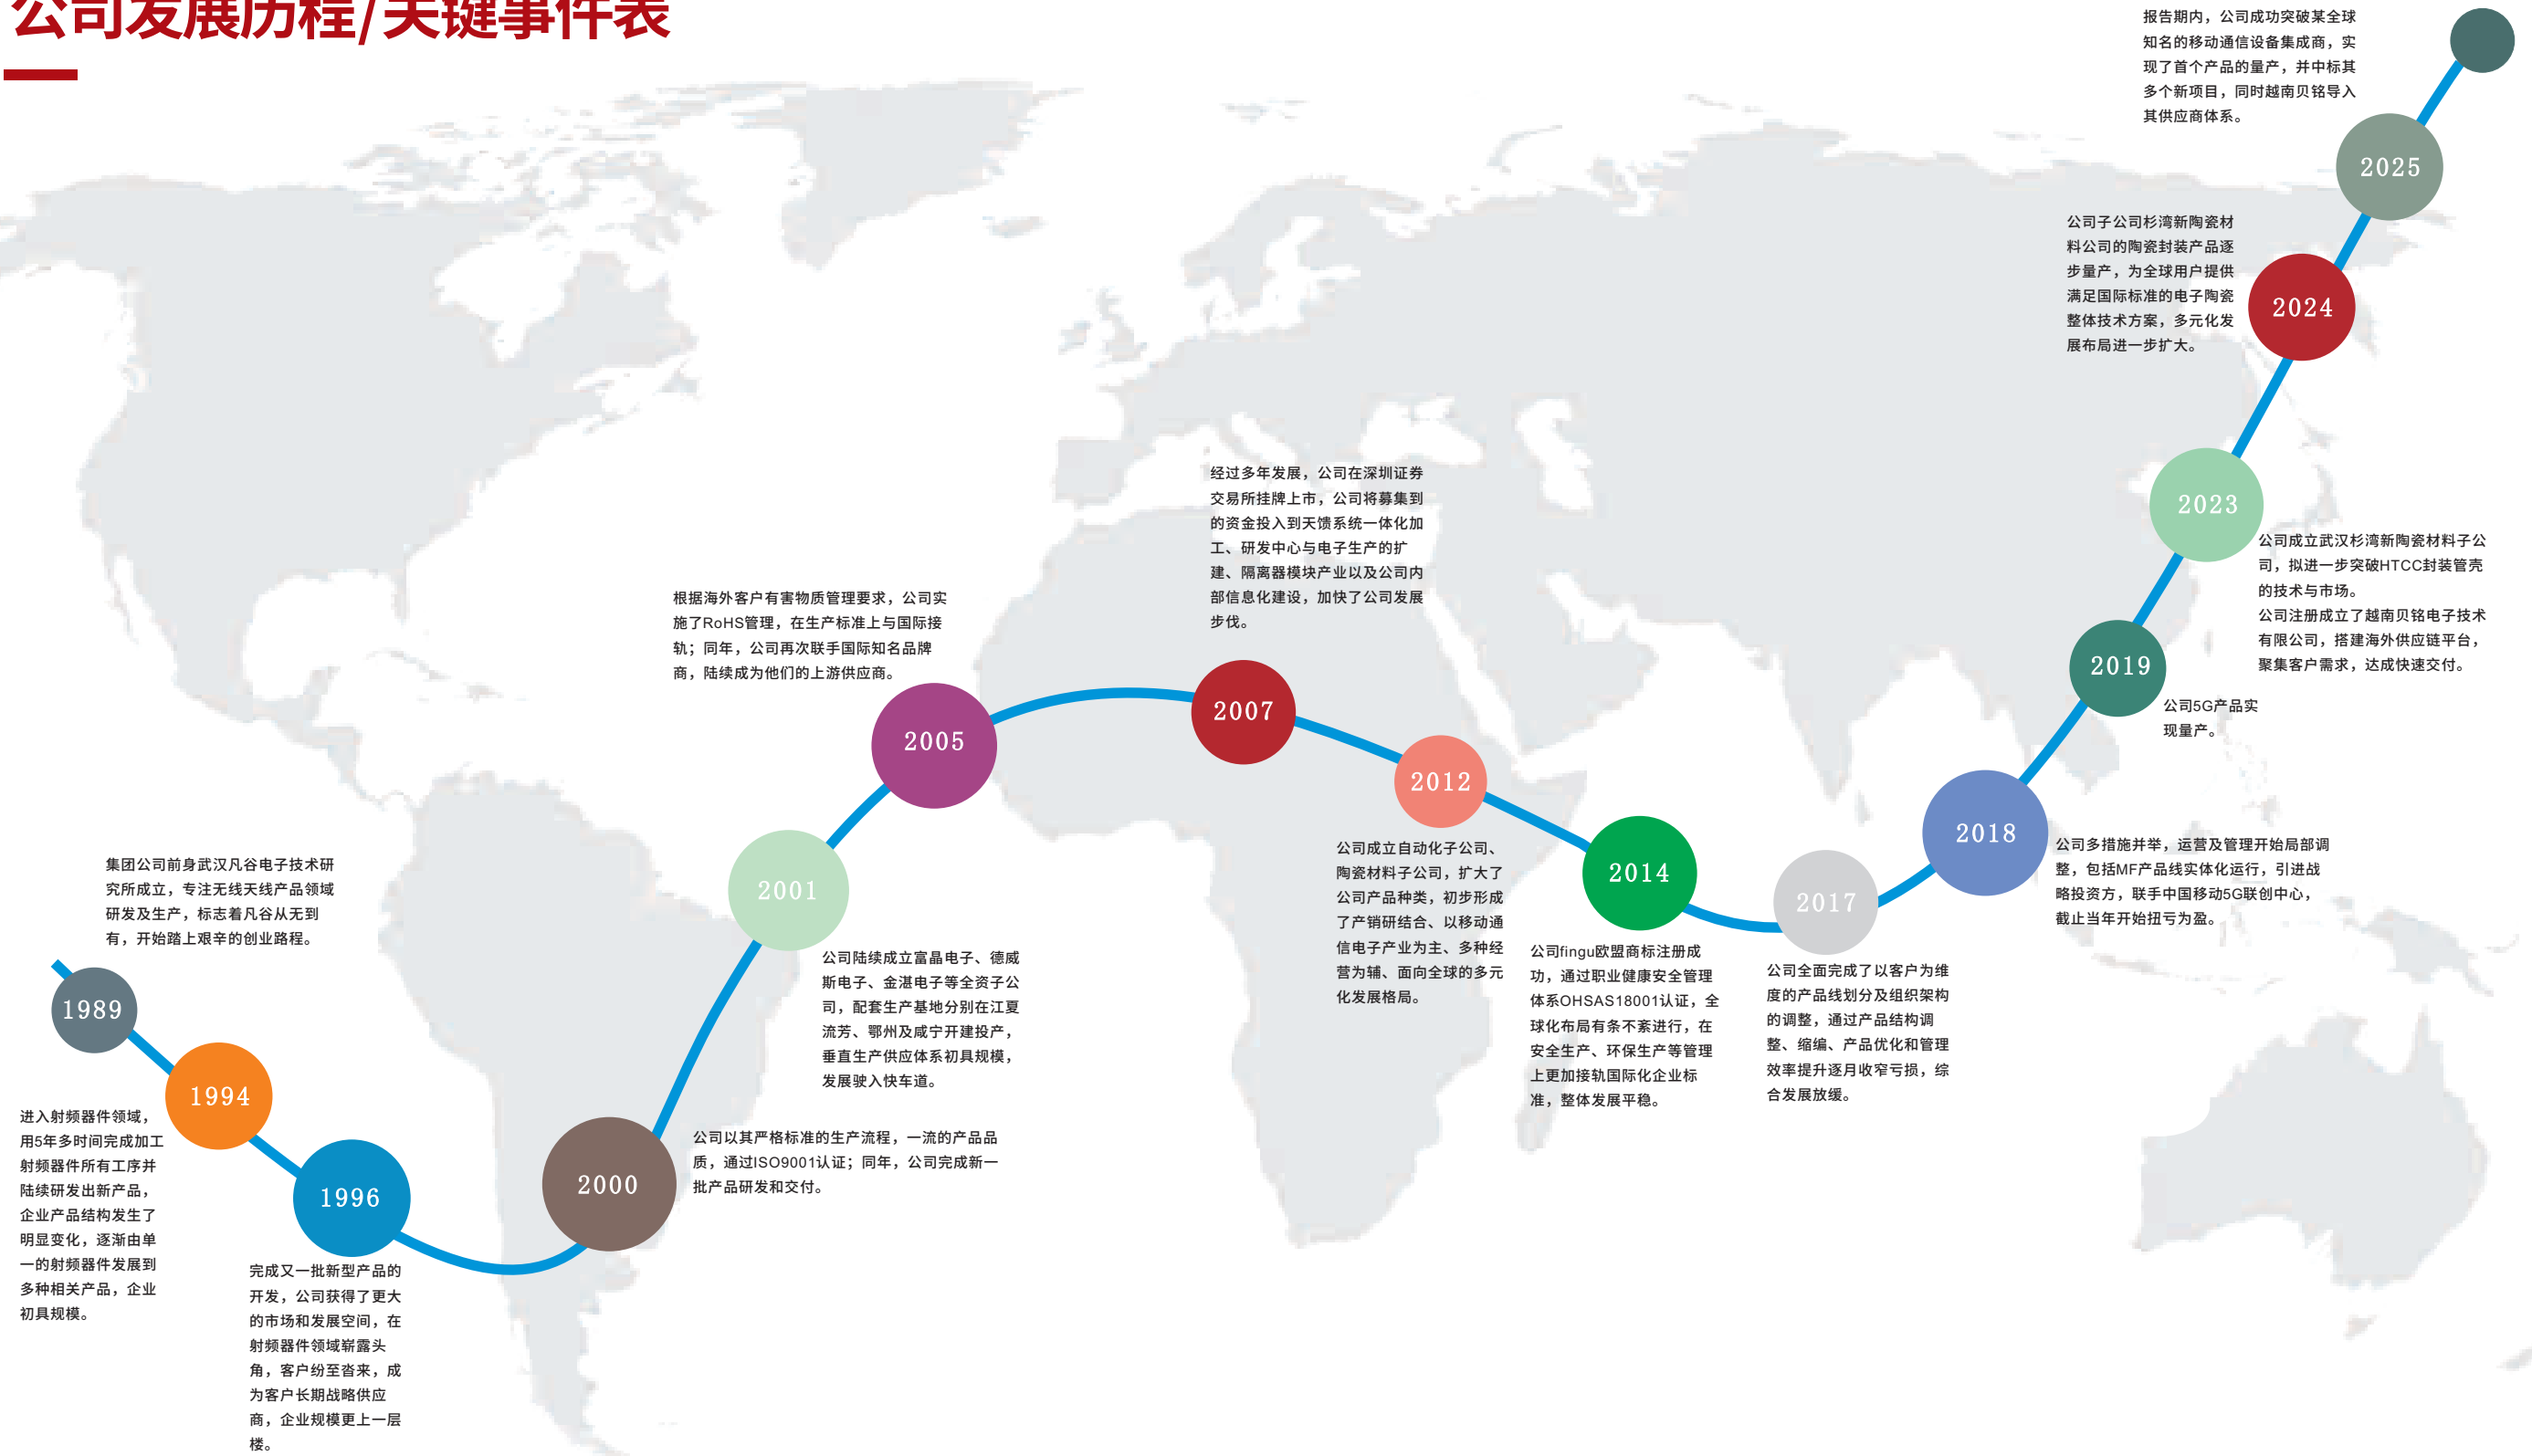 公司发展历程/关键事件表
1989
集团公司前身武汉凡谷电子技术研
究所成立，专注无线天线产品领域
研发及生产，标志着凡谷从无到
有，开始踏上艰辛的创业路程。
1994
进入射频器件领域，
用5年多时间完成加工
射频器件所有工序并
陆续研发出新产品，
企业产品结构发生了
明显变化，逐渐由单
一的射频器件发展到
多种相关产品，企业
初具规模。
1996
完成又一批新型产品的
开发，公司获得了更大
的市场和发展空间，在
射频器件领域崭露头
角，客户纷至沓来，成
为客户长期战略供应
商，企业规模更上一层
楼。
2000
公司以其严格标准的生产流程，一流的产品品
质，通过ISO9001认证；同年，公司完成新一
批产品研发和交付。
2001
公司陆续成立富晶电子、德威
斯电子、金湛电子等全资子公
司，配套生产基地分别在江夏
流芳、鄂州及咸宁开建投产，
垂直生产供应体系初具规模，
发展驶入快车道。
2005
根据海外客户有害物质管理要求，公司实
施了RoHS管理，在生产标准上与国际接
轨；同年，公司再次联手国际知名品牌
商，陆续成为他们的上游供应商。
2007
经过多年发展，公司在深圳证券
交易所挂牌上市，公司将募集到
的资金投入到天馈系统一体化加
工、研发中心与电子生产的扩
建、隔离器模块产业以及公司内
部信息化建设，加快了公司发展
步伐。
2012
公司成立自动化子公司、
陶瓷材料子公司，扩大了
公司产品种类，初步形成
了产销研结合、以移动通
信电子产业为主、多种经
营为辅、面向全球的多元
化发展格局。
2014
公司fingu欧盟商标注册成
功，通过职业健康安全管理
体系OHSAS18001认证，全
球化布局有条不紊进行，在
安全生产、环保生产等管理
上更加接轨国际化企业标
准，整体发展平稳。
2017
公司全面完成了以客户为维
度的产品线划分及组织架构
的调整，通过产品结构调
整、缩编、产品优化和管理
效率提升逐月收窄亏损，综
合发展放缓。
2018
公司多措施并举，运营及管理开始局部调
整，包括MF产品线实体化运行，引进战
略投资方，联手中国移动5G联创中心，
截止当年开始扭亏为盈。
2019
公司5G产品实
现量产。
2023
公司成立武汉杉湾新陶瓷材料子公
司，拟进一步突破HTCC封装管壳
的技术与市场。
公司注册成立了越南贝铭电子技术
有限公司，搭建海外供应链平台，
聚集客户需求，达成快速交付。
2024
公司子公司杉湾新陶瓷材
料公司的陶瓷封装产品逐
步量产，为全球用户提供
满足国际标准的电子陶瓷
整体技术方案，多元化发
展布局进一步扩大。
2025
报告期内，公司成功突破某全球
知名的移动通信设备集成商，实
现了首个产品的量产，并中标其
多个新项目，同时越南贝铭导入
其供应商体系。